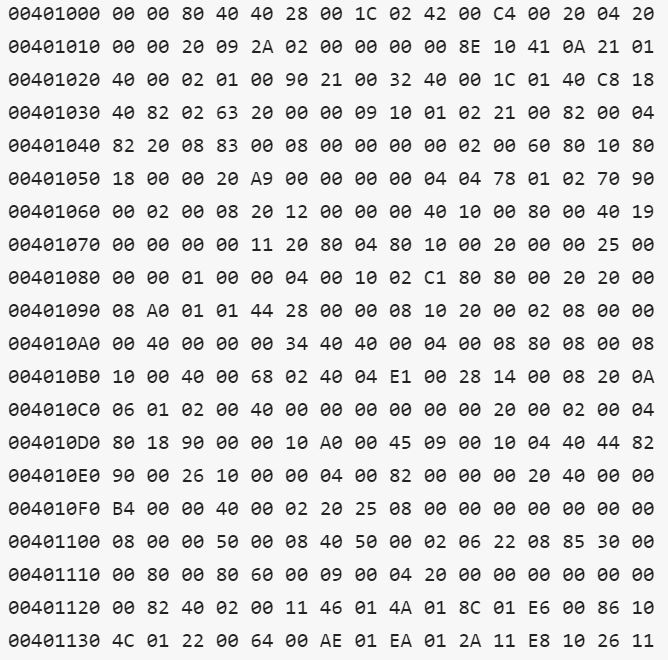 00401000 00 00 80 40 40 28 00 1C 02 42 00 C4 00 20 04 20
00401010 00 00 20 09 2A 02 00 00 00 00 8E 10 41 0A 21 01
00401020 40 00 02 01 00 90 21 00 32 40 00 1C 01 40 C8 18
00401030 40 82 02 63 20 00 00 09 10 01 02 21 00 82 00 04
00401040 82 20 08 83 00 08 00 00 00 00 02 00 60 80 10 80
00401050 18 00 00 20 A9 00 00 00 00 04 04 78 01 02 70 90
00401060 00 02 00 08 20 12 00 00 00 40 10 00 80 00 40 19
00401070 00 00 00 00 11 20 80 04 80 10 00 20 00 00 25 00
00401080 00 00 01 00 00 04 00 10 02 C1 80 80 00 20 20 00
00401090 08 A0 01 01 44 28 00 00 08 10 20 00 02 08 00 00
004010A0 00 40 00 00 00 34 40 40 00 04 00 08 80 08 00 08
004010B0 10 00 40 00 68 02 40 04 E1 00 28 14 00 08 20 0A
004010C0 06 01 02 00 40 00 00 00 00 00 00 20 00 02 00 04
004010D0 80 18 90 00 00 10 A0 00 45 09 00 10 04 40 44 82
004010E0 90 00 26 10 00 00 04 00 82 00 00 00 20 40 00 00
004010F0 B4 00 00 40 00 02 20 25 08 00 00 00 00 00 00 00
00401100 08 00 00 50 00 08 40 50 00 02 06 22 08 85 30 00
00401110 00 80 00 80 60 00 09 00 04 20 00 00 00 00 00 00
00401120 00 82 40 02 00 11 46 01 4A 01 8C 01 E6 00 86 10
00401130 4C 01 22 00 64 00 AE 01 EA 01 2A 11 E8 10 26 11